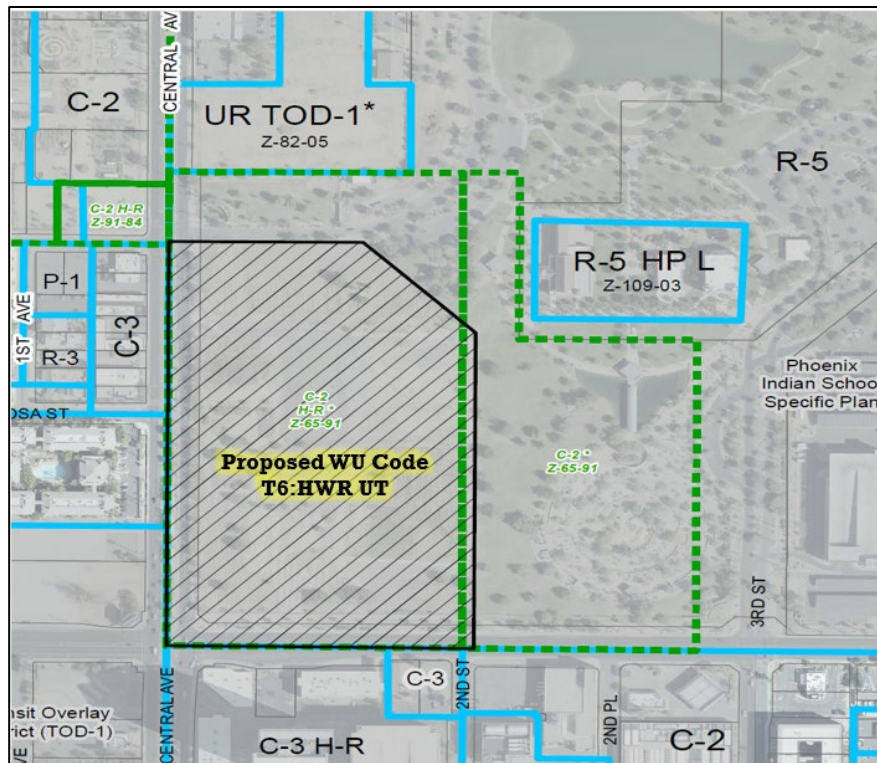 CENTRAL AV
C-2
UR TOD-1*
Z-82-05
R-5
C-2 H-R
Z-91-84
R-5 HP L
Z-109-03
P-1
1ST AVE
C-3
R-3
OSA ST
Phoenix
Indian School
Specific Plan
C-2
H-R *
Z-65-91
C-2 *
Z-65-91
Proposed WU Code
T6:HWR UT
3RD ST
C-3
2ND ST
CENTRAL AVE
2ND PL
nsit Overlay
rict (TOD-1)
VE
C-3 H-R
C-2